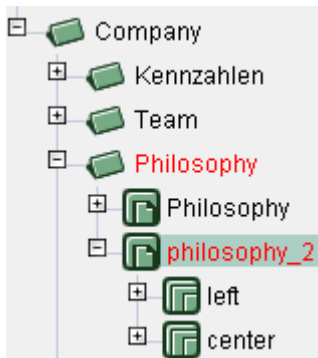 Company
Kennzahlen
Team
Philosophy
Philosophy
philosophy_2
left
center